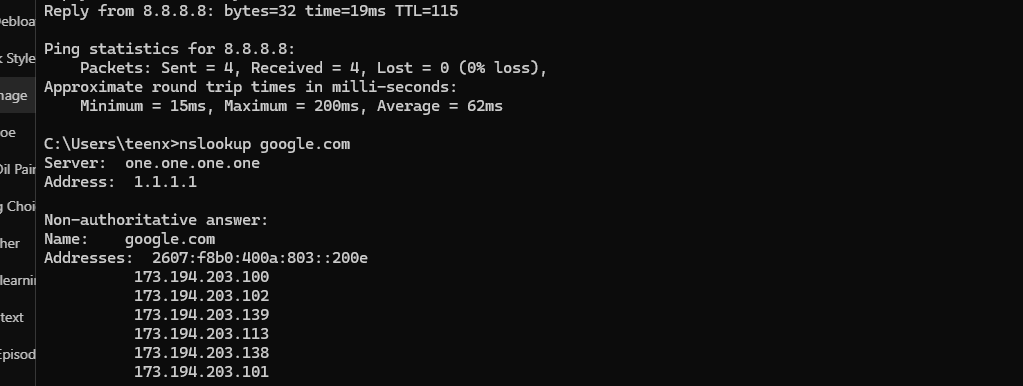 Reply from 8.8.8.8: bytes=32 time=19ms TTL=115
Ping statistics for 8.8.8.8:
Packets: Sent = 4, Received = 4, Lost = 0 (0% loss),
Approximate round trip times in milli-seconds:
Minimum = 15ms, Maximum = 200ms, Average = 62ms
C:\Users\teenx>nslookup google.com
Server: one.one.one.one
Address: 1.1.1.1
Non-authoritative answer:
Name: google.com
Addresses: 2607:f8b0:400a:803::200e
173.194.203.100
173.194.203.102
173.194.203.139
173.194.203.113
173.194.203.138
173.194.203.101
Style
text